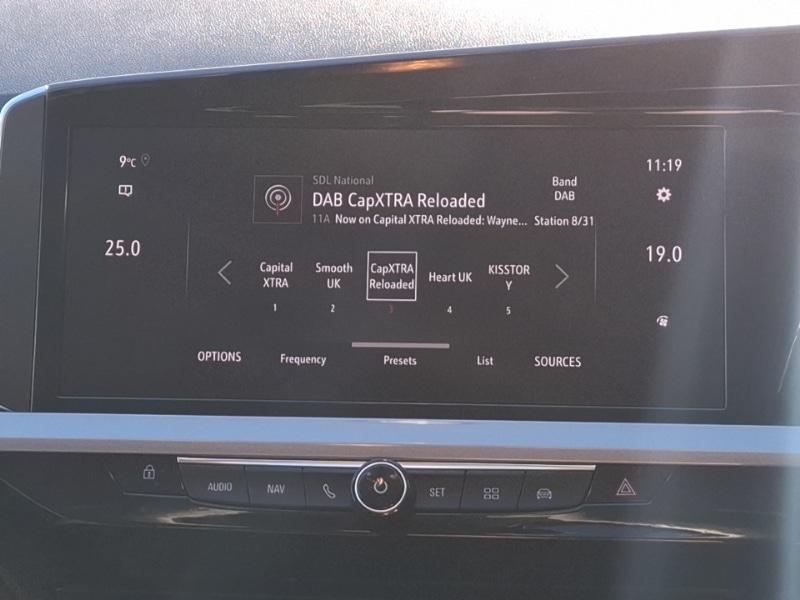 9°C
11:19
SDL National
DAB CapXTRA Reloaded
11A Now on Capital XTRA Reloaded: Wayne... Station 8/31
Band
DAB
25.0
19.0
Capital
XTRA
1
Smooth
UK
2
CapXTRA
Reloaded
3
Heart UK
4
KISSTOR
Y
5
OPTIONS Frequency Presets List SOURCES
AUDIO NAV SET